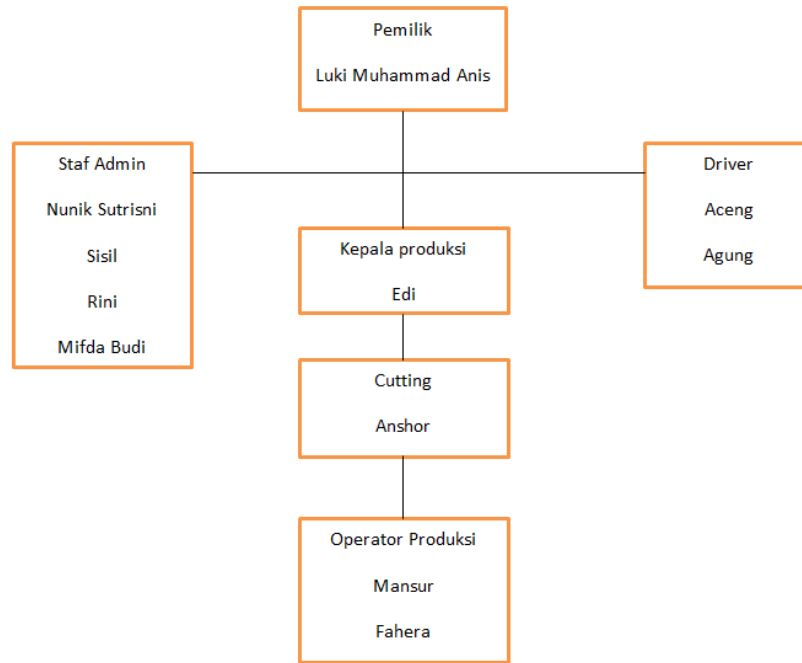 Pemilik
Luki Muhammad Anis
Staf Admin
Nunik Sutrisni
Sisil
Rini
Mifda Budi
Driver
Aceng
Agung
Kepala produksi
Edi
Cutting
Anshor
Operator Produksi
Mansur
Fahera